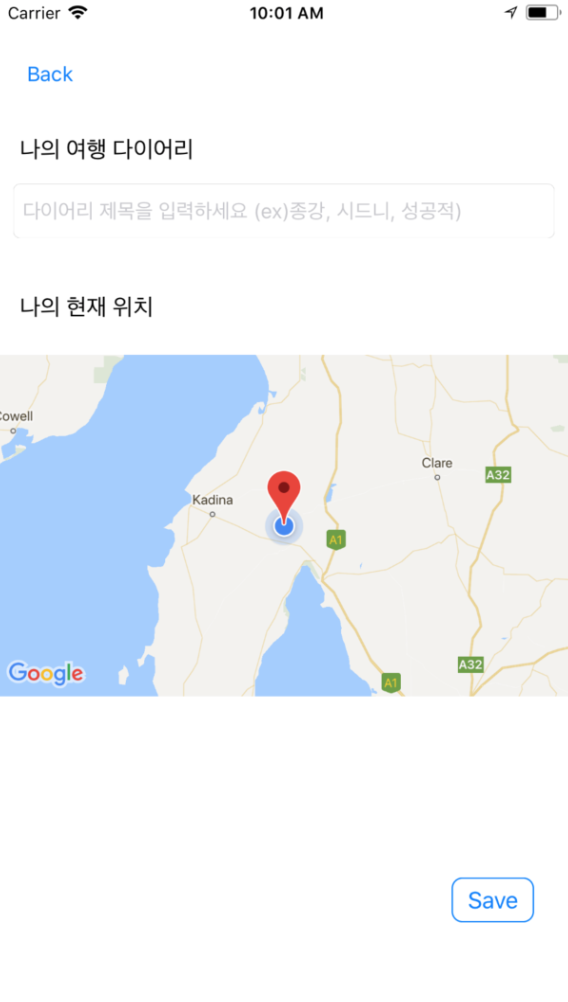 Carrier 10:01 AM
Back
나의 여행 다이어리
다이어리 제목을 입력하세요 (ex)종강, 시드니, 성공적)
나의 현재 위치
Cowell
Clare
A32
Kadina
A1
A32
Google
A1
Save